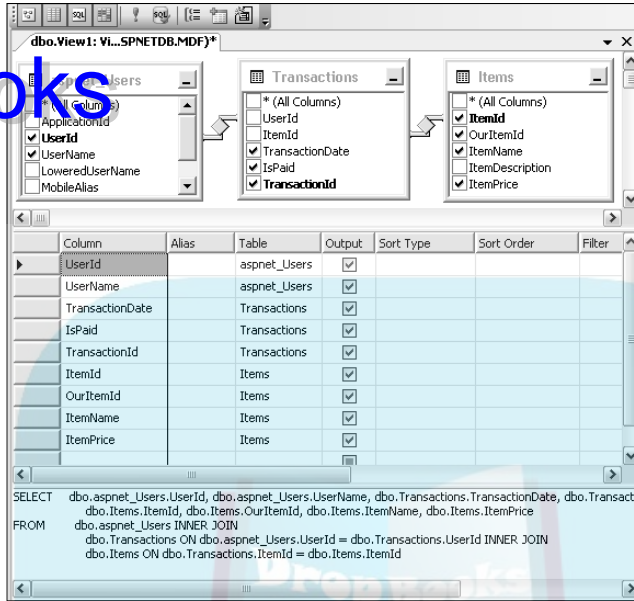 dbo.View1: Vi...SPNETDB.MDF)*
oks
Users
* (All Columns)
ApplicationId
UserId
UserName
LoweredUserName
MobileAlias
Transactions
* (All Columns)
UserId
ItemId
TransactionDate
IsPaid
TransactionId
Items
* (All Columns)
ItemId
OurItemId
ItemName
ItemDescription
ItemPrice
Column Alias Table Output Sort Type Sort Order Filter
UserId aspnet_Users
UserName aspnet_Users
TransactionDate Transactions
IsPaid Transactions
TransactionId Transactions
ItemId Items
OurItemId Items
ItemName Items
ItemPrice Items
SELECT dbo.aspnet_Users.UserId, dbo.aspnet_Users.UserName, dbo.Transactions.TransactionDate, dbo.Transact
dbo.Items.ItemId, dbo.Items.OurItemId, dbo.Items.ItemName, dbo.Items.ItemPrice
FROM dbo.aspnet_Users INNER JOIN
dbo.Transactions ON dbo.aspnet_Users.UserId = dbo.Transactions.UserId INNER JOIN
dbo.Items ON dbo.Transactions.ItemId = dbo.Items.ItemId
DropBooks